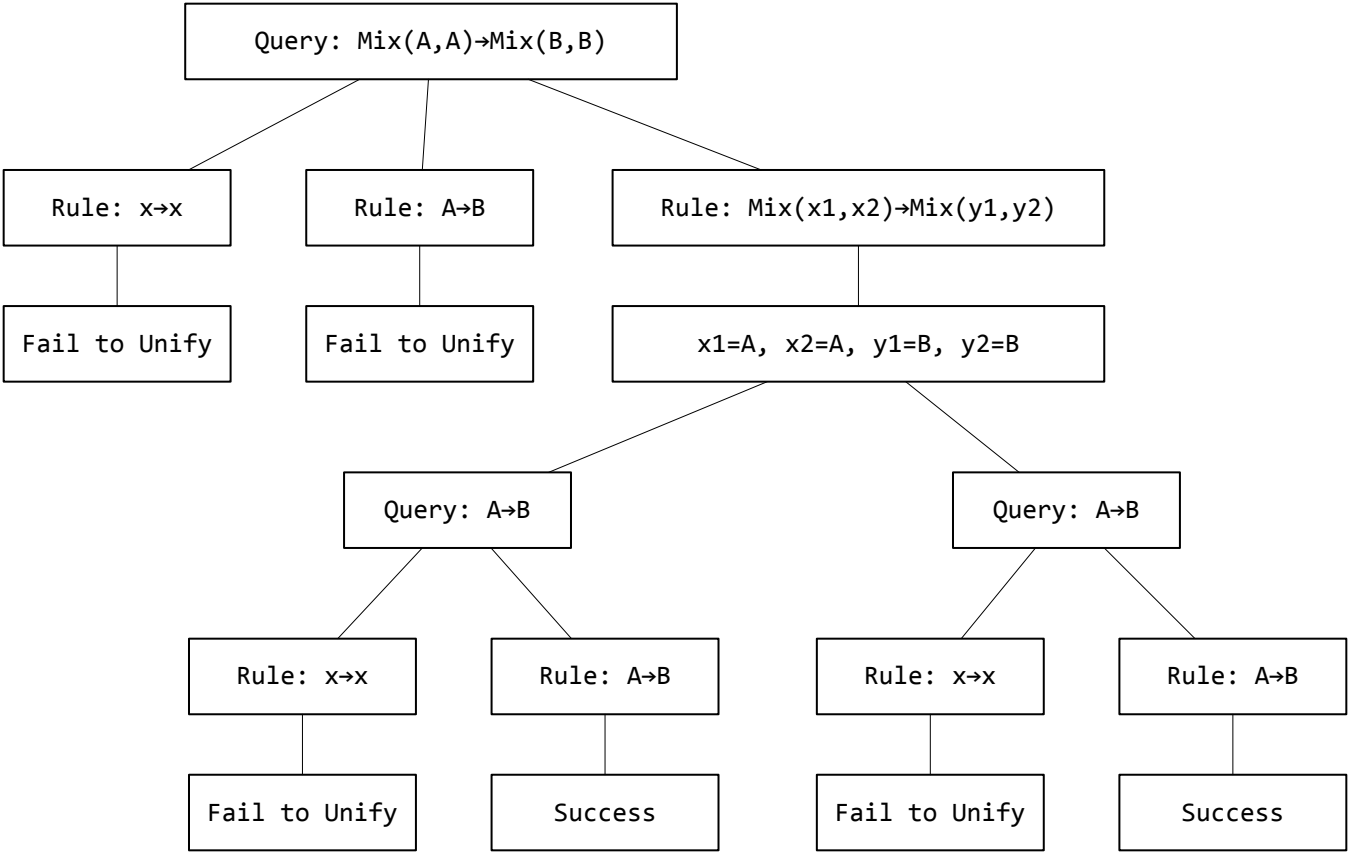 Query: Mix(A,A)→Mix(B,B)
Rule: x→x
Rule: A→B
Rule: Mix(x1,x2)→Mix(y1,y2)
Fail to Unify
Fail to Unify
x1=A, x2=A, y1=B, y2=B
Query: A→B
Query: A→B
Rule: x→x
Rule: A→B
Rule: x→x
Rule: A→B
Fail to Unify
Success
Fail to Unify
Success